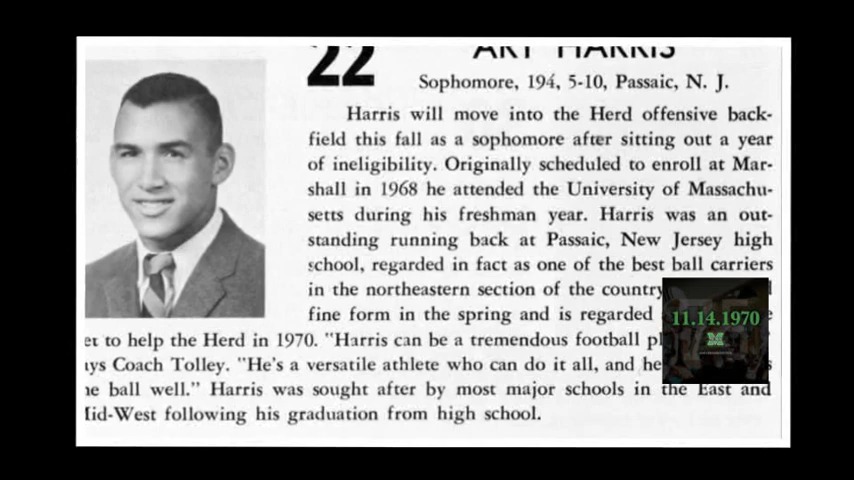 22 ART HARRIS
Sophomore, 194, 5-10, Passaic, N. J.
Harris will move into the Herd offensive back-
field this fall as a sophomore after sitting out a year
of ineligibility. Originally scheduled to enroll at Mar-
shall in 1968 he attended the University of Massachu-
setts during his freshman year. Harris was an out-
standing running back at Passaic, New Jersey high
school, regarded in fact as one of the best ball carriers
in the northeastern section of the country
fine form in the spring and is regarded
et to help the Herd in 1970. "Harris can be a tremendous football pl
ays Coach Tolley. "He's a versatile athlete who can do it all, and he
he ball well." Harris was sought after by most major schools in the East and
Mid-West following his graduation from high school.
11.14.1970